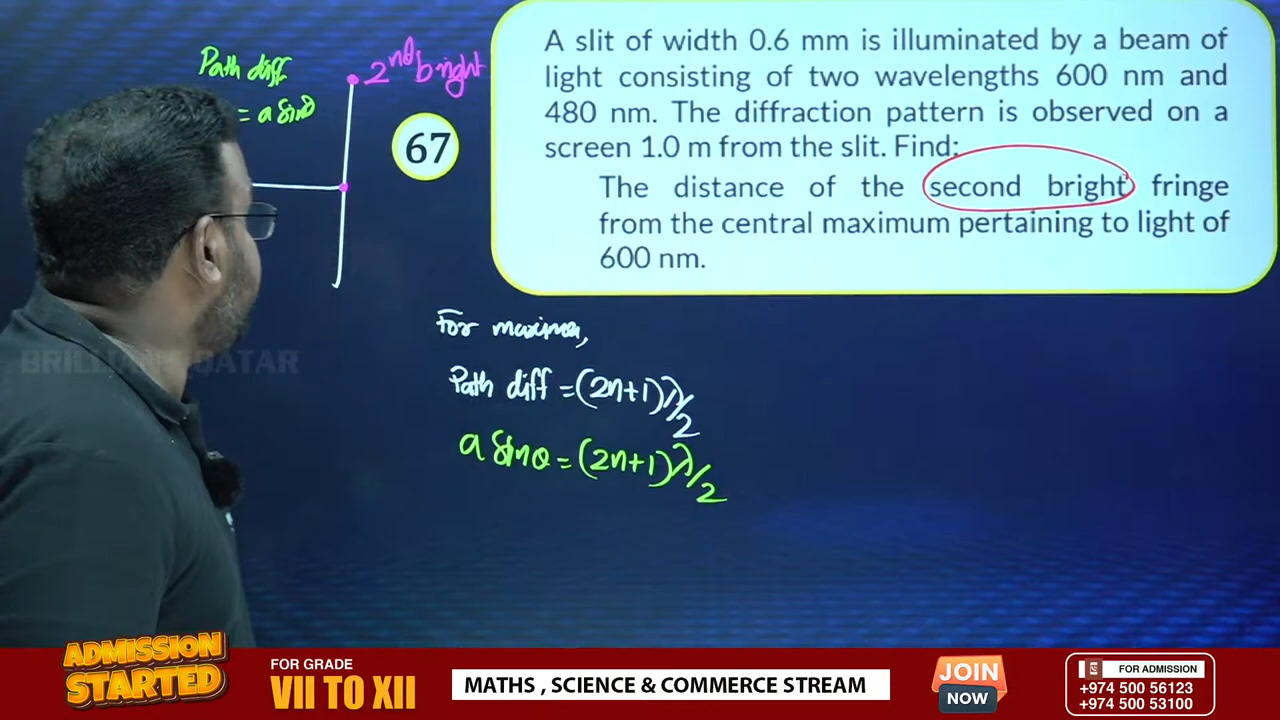 Path diff
= a sinθ
2nd bright
67
A slit of width 0.6 mm is illuminated by a beam of
light consisting of two wavelengths 600 nm and
480 nm. The diffraction pattern is observed on a
screen 1.0 m from the slit. Find:
The distance of the second bright fringe
from the central maximum pertaining to light of
600 nm.
For maxima,
Path diff = (2n+1)λ/2
a sinθ = (2n+1)λ/2
ADMISSION
STARTED
FOR GRADE
VII TO XII
MATHS , SCIENCE & COMMERCE STREAM
JOIN
NOW
FOR ADMISSION
+974 500 56123
+974 500 53100